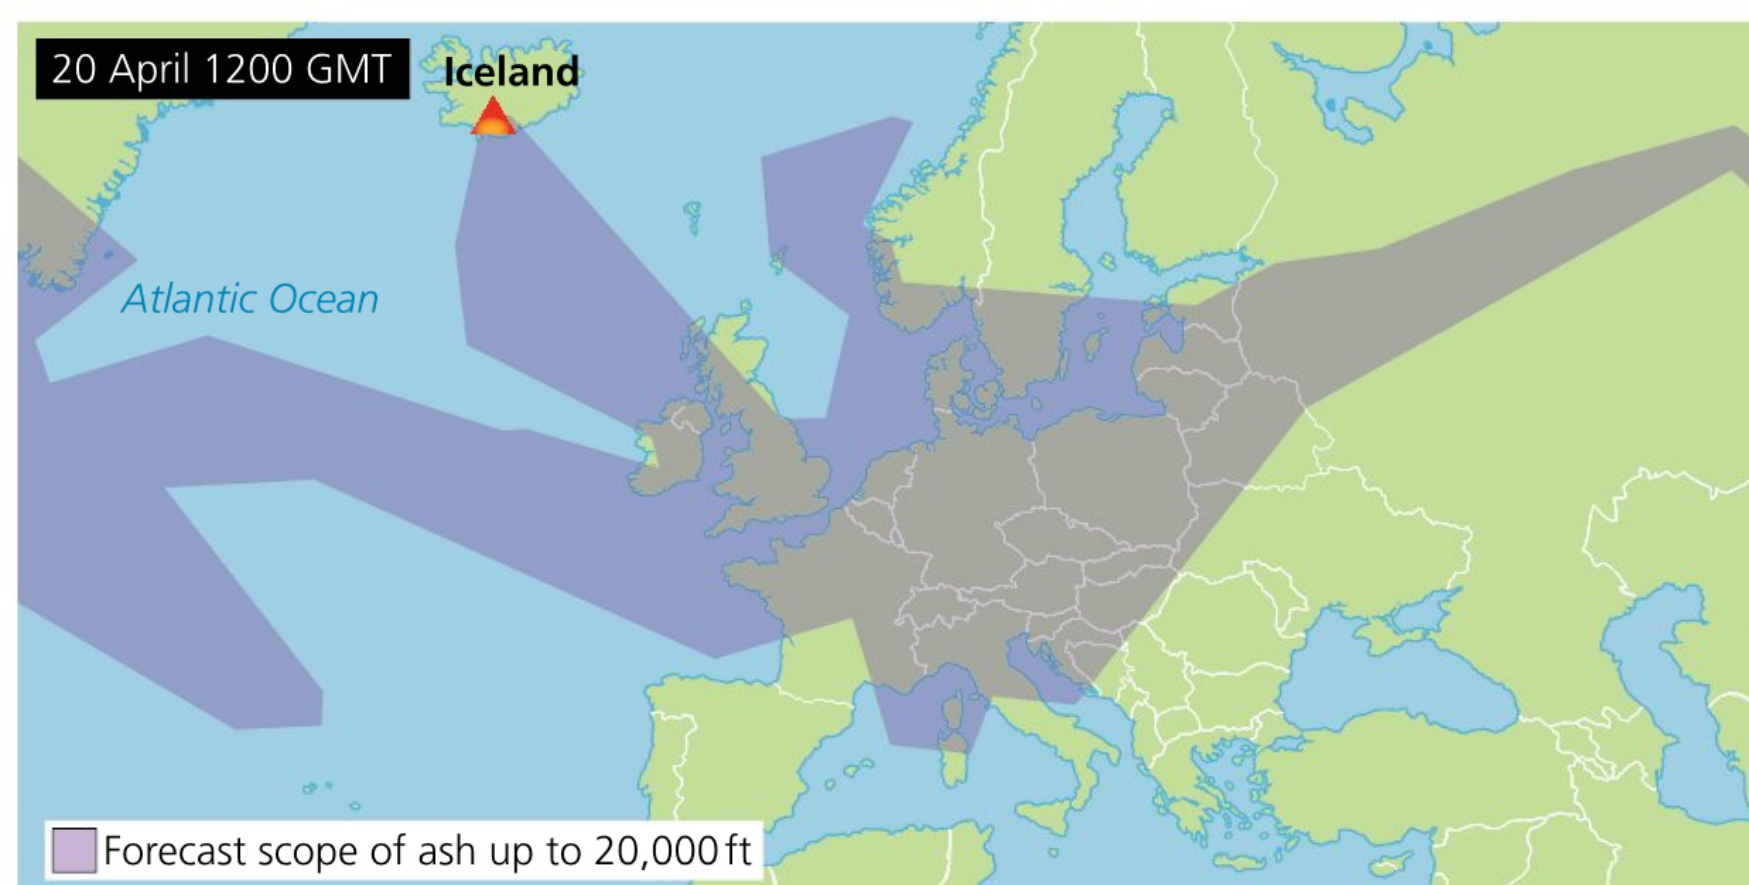 20 April 1200 GMT
Iceland
Atlantic Ocean
Forecast scope of ash up to 20,000 ft